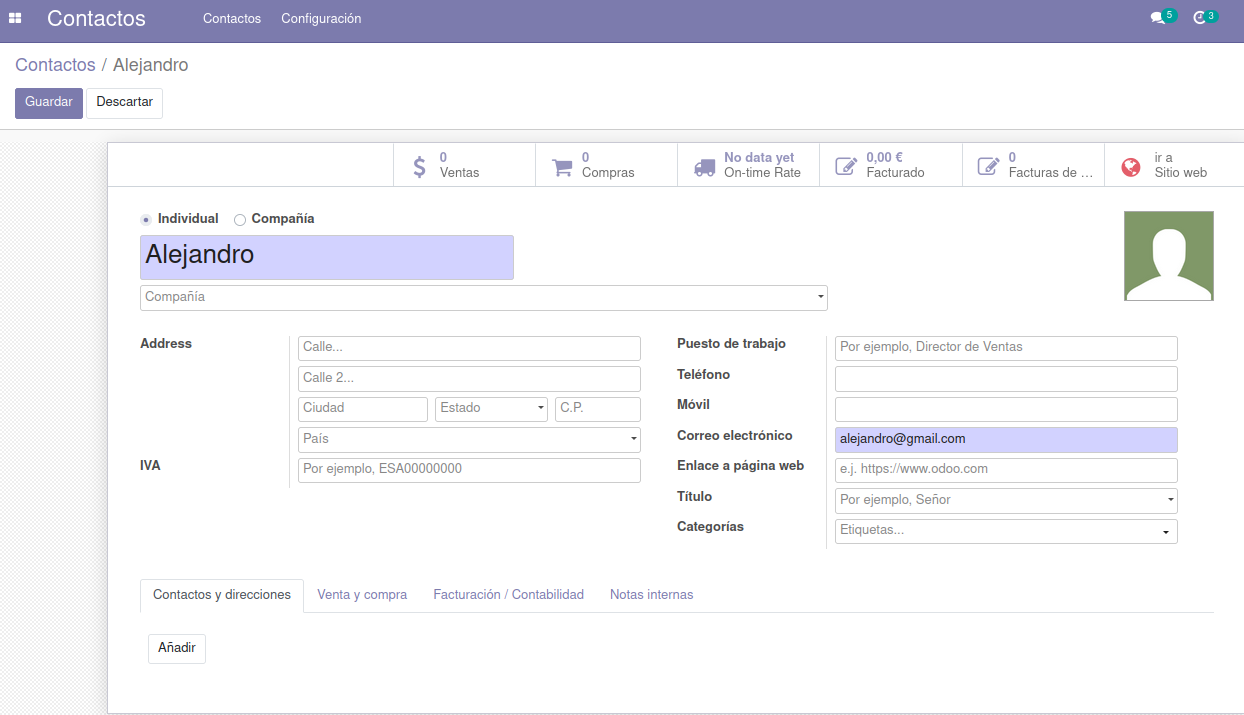 Contactos Contactos Configuración 5 3
Contactos / Alejandro
Guardar Descartar
0 Ventas
0 Compras
No data yet On-time Rate
0,00 € Facturado
0 Facturas de ...
ir a Sitio web
Individual Compañía
Alejandro
Compañía
Address Calle...
Calle 2...
Ciudad Estado C.P.
País
IVA Por ejemplo, ESA00000000
Puesto de trabajo Por ejemplo, Director de Ventas
Teléfono
Móvil
Correo electrónico alejandro@gmail.com
Enlace a página web e.j. https://www.odoo.com
Título Por ejemplo, Señor
Categorías Etiquetas...
Contactos y direcciones Venta y compra Facturación / Contabilidad Notas internas
Añadir